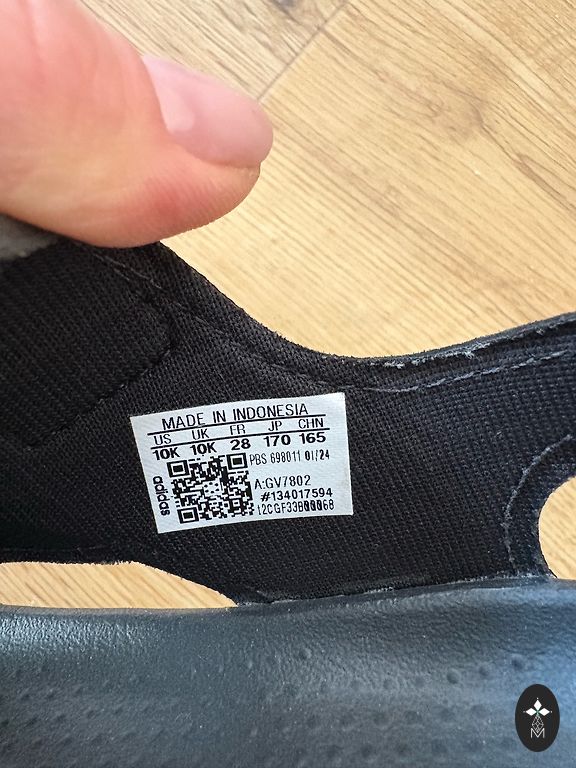 MADE IN INDONESIA
US UK FR JP CHN
10K 10K 28 170 165
PBS 698011 01/24
adidas
A:GV7802
#134017594
M